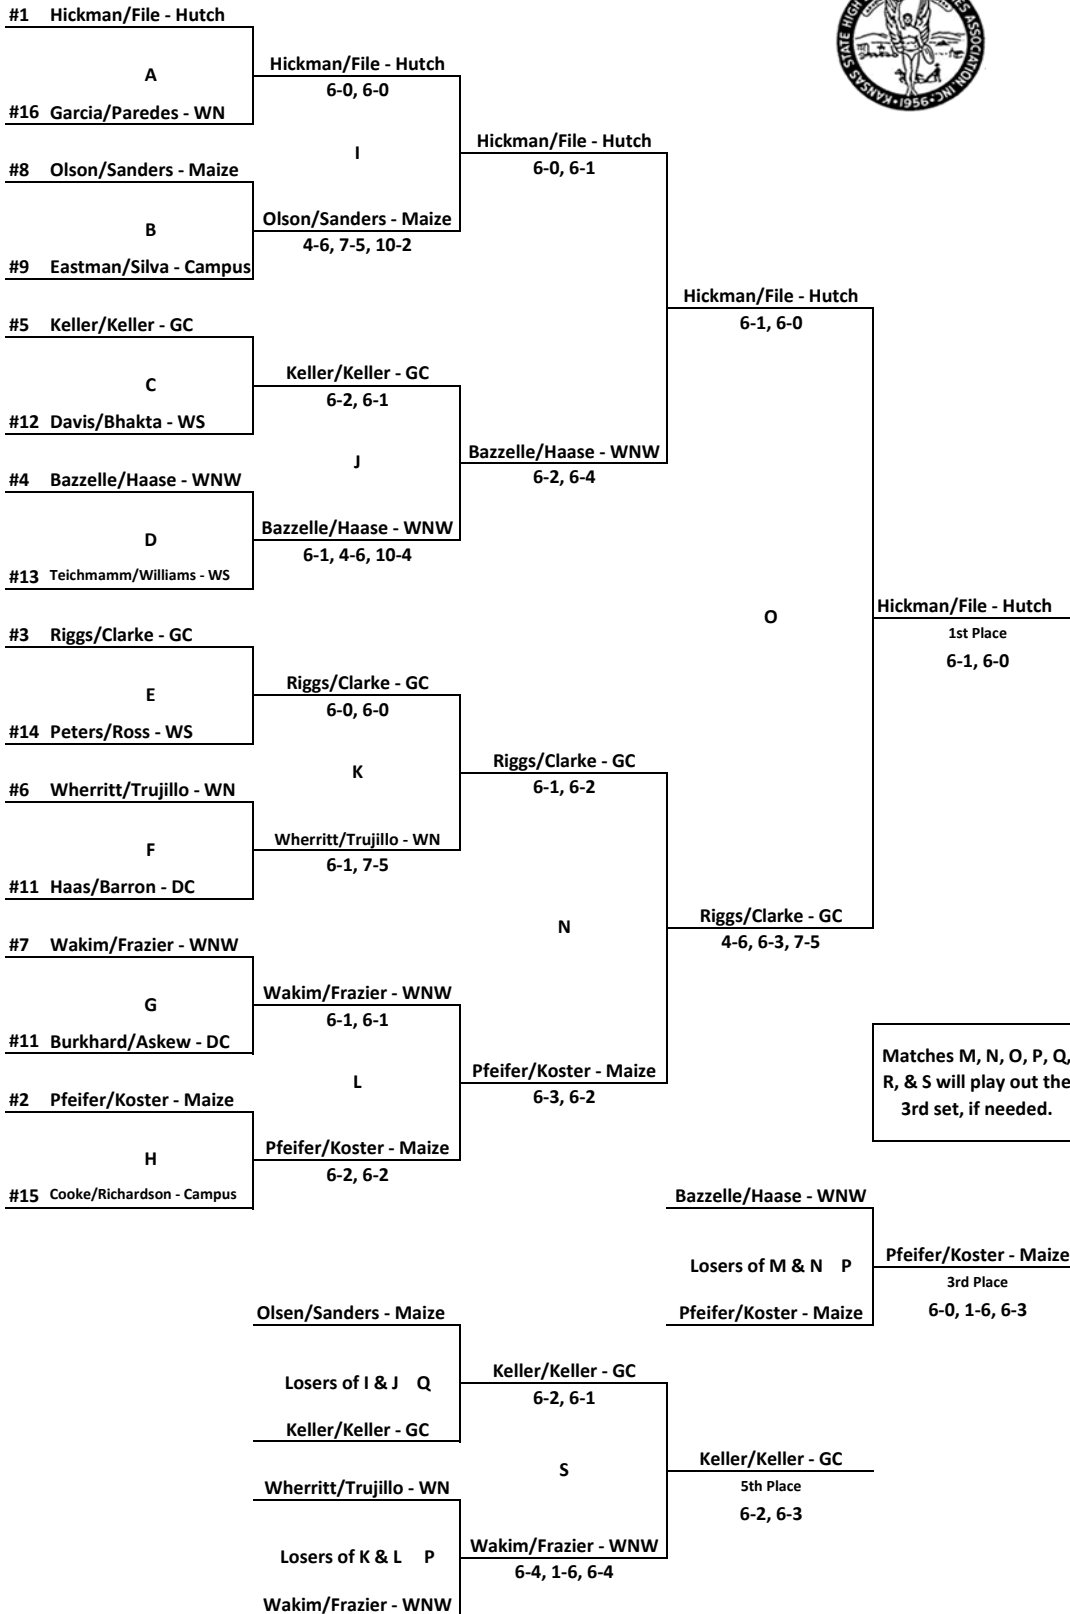 #1 Hickman/File - Hutch
A
#16 Garcia/Paredes - WN
Hickman/File - Hutch
6-0, 6-0
I
#8 Olson/Sanders - Maize
B
#9 Eastman/Silva - Campus
Olson/Sanders - Maize
4-6, 7-5, 10-2
Hickman/File - Hutch
6-0, 6-1
#5 Keller/Keller - GC
C
#12 Davis/Bhakta - WS
Keller/Keller - GC
6-2, 6-1
J
#4 Bazzelle/Haase - WNW
D
#13 Teichmamm/Williams - WS
Bazzelle/Haase - WNW
6-1, 4-6, 10-4
Bazzelle/Haase - WNW
6-2, 6-4
Hickman/File - Hutch
6-1, 6-0
O
Hickman/File - Hutch
1st Place
6-1, 6-0
#3 Riggs/Clarke - GC
E
#14 Peters/Ross - WS
Riggs/Clarke - GC
6-0, 6-0
K
#6 Wherritt/Trujillo - WN
F
#11 Haas/Barron - DC
Wherritt/Trujillo - WN
6-1, 7-5
Riggs/Clarke - GC
6-1, 6-2
N
Riggs/Clarke - GC
4-6, 6-3, 7-5
#7 Wakim/Frazier - WNW
G
#11 Burkhard/Askew - DC
Wakim/Frazier - WNW
6-1, 6-1
L
#2 Pfeifer/Koster - Maize
H
#15 Cooke/Richardson - Campus
Pfeifer/Koster - Maize
6-2, 6-2
Pfeifer/Koster - Maize
6-3, 6-2
Matches M, N, O, P, Q,
R, & S will play out the
3rd set, if needed.
Bazzelle/Haase - WNW
Losers of M & N P
Pfeifer/Koster - Maize
Pfeifer/Koster - Maize
3rd Place
6-0, 1-6, 6-3
Olsen/Sanders - Maize
Losers of I & J Q
Keller/Keller - GC
Keller/Keller - GC
6-2, 6-1
S
Keller/Keller - GC
5th Place
6-2, 6-3
Wherritt/Trujillo - WN
Losers of K & L P
Wakim/Frazier - WNW
Wakim/Frazier - WNW
6-4, 1-6, 6-4
KANSAS STATE HIGH
ES ASSOCIATION, INC.
1956